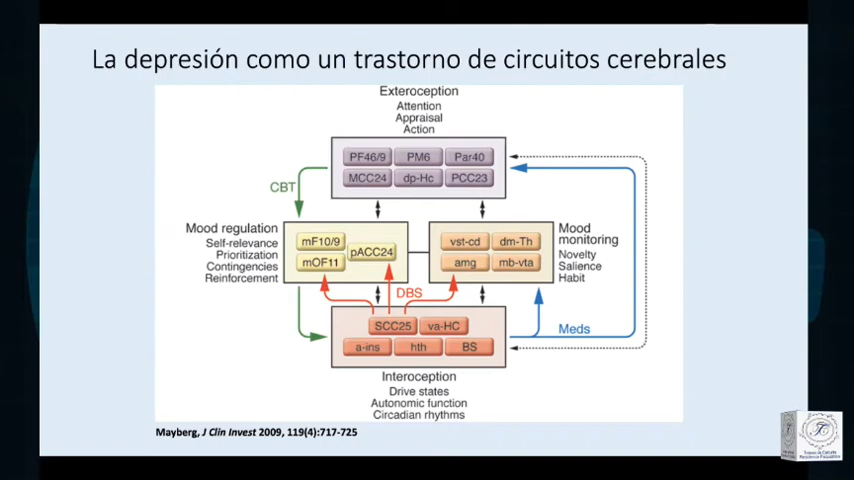 La depresión como un trastorno de circuitos cerebrales
Exteroception
Attention
Appraisal
Action
PF46/9 PM6 Par40
MCC24 dp-Hc PCC23
CBT
Mood regulation
Self-relevance
Prioritization
Contingencies
Reinforcement
mF10/9
mOF11
pACC24
vst-cd dm-Th
amg mb-vta
Mood
monitoring
Novelty
Salience
Habit
DBS
SCC25 va-HC
a-ins hth BS
Meds
Interoception
Drive states
Autonomic function
Circadian rhythms
Mayberg, J Clin Invest 2009, 119(4):717-725